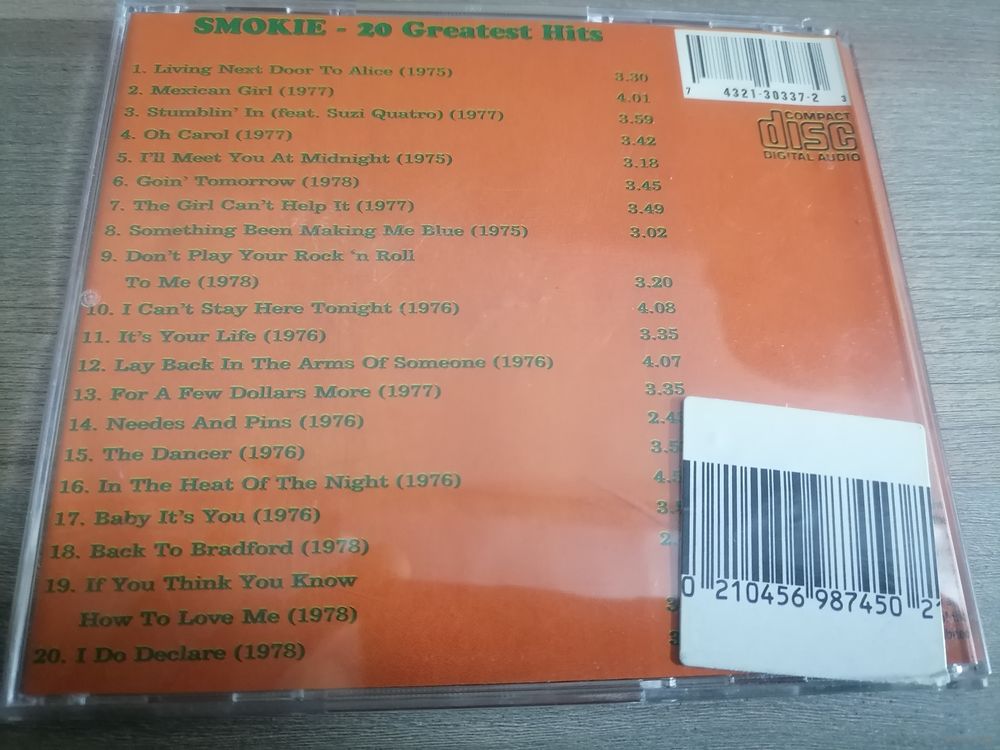 SMOKIE - 20 Greatest Hits
1. Living Next Door To Alice (1975) 3.30
2. Mexican Girl (1977) 4.01
3. Stumblin' In (feat. Suzi Quatro) (1977) 3.59
4. Oh Carol (1977) 3.42
5. I'll Meet You At Midnight (1975) 3.18
6. Goin' Tomorrow (1978) 3.45
7. The Girl Can't Help It (1977) 3.49
8. Something Been Making Me Blue (1975) 3.02
9. Don't Play Your Rock 'n Roll
To Me (1978) 3.20
10. I Can't Stay Here Tonight (1976) 4.08
11. It's Your Life (1976) 3.35
12. Lay Back In The Arms Of Someone (1976) 4.07
13. For A Few Dollars More (1977) 3.35
14. Needes And Pins (1976)
15. The Dancer (1976)
16. In The Heat Of The Night (1976)
17. Baby It's You (1976)
18. Back To Bradford (1978)
19. If You Think You Know
How To Love Me (1978)
20. I Do Declare (1978)
7 4321-30337-2 3
COMPACT
disc
DIGITAL AUDIO
0 210456 987450 2